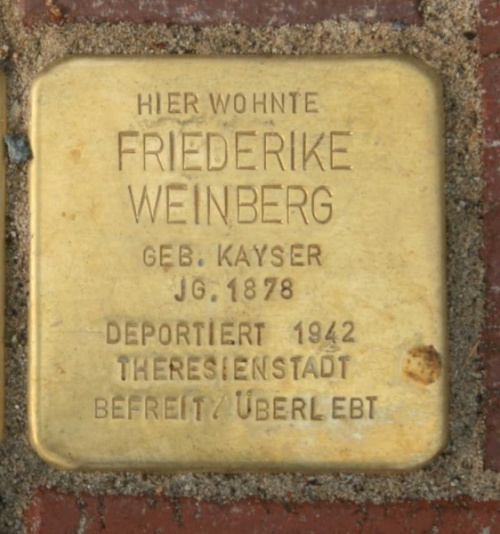 HIER WOHNTE
FRIEDERIKE
WEINBERG
GEB. KAYSER
JG. 1878
DEPORTIERT 1942
THERESIENSTADT
BEFREIT / ÜBERLEBT